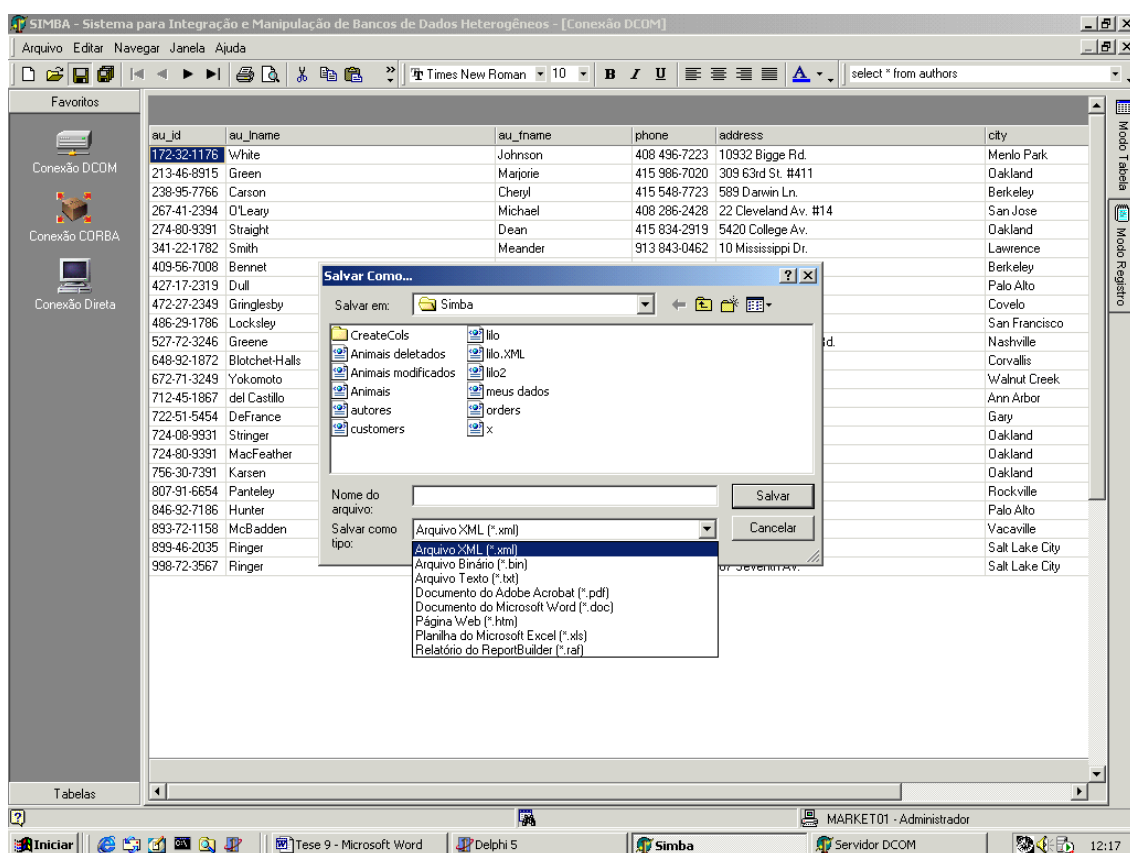 SIMBA - Sistema para Integração e Manipulação de Bancos de Dados Heterogêneos - [Conexão DCOM]
Arquivo Editar Navegar Janela Ajuda
Times New Roman 10 B I U A select * from authors
Favoritos
Conexão DCOM
Conexão CORBA
Conexão Direta
Tabelas
au_id au_lname au_fname phone address city
172-32-1176 White Johnson 408 496-7223 10932 Bigge Rd. Menlo Park
213-46-8915 Green Marjorie 415 986-7020 309 63rd St. #411 Oakland
238-95-7766 Carson Cheryl 415 548-7723 589 Darwin Ln. Berkeley
267-41-2394 O'Leary Michael 408 286-2428 22 Cleveland Av. #14 San Jose
274-80-9391 Straight Dean 415 834-2919 5420 College Av. Oakland
341-22-1782 Smith Meander 913 843-0462 10 Mississippi Dr. Lawrence
409-56-7008 Bennet Berkeley
427-17-2319 Dull Palo Alto
472-27-2349 Gringlesby Covelo
486-29-1786 Locksley San Francisco
527-72-3246 Greene Nashville
648-92-1872 Blotchet-Halls Corvallis
672-71-3249 Yokomoto Walnut Creek
712-45-1867 del Castillo Ann Arbor
722-51-5454 DeFrance Gary
724-08-9931 Stringer Oakland
724-80-9391 MacFeather Oakland
756-30-7391 Karsen Oakland
807-91-6654 Panteley Rockville
846-92-7186 Hunter Palo Alto
893-72-1158 McBadden Vacaville
899-46-2035 Ringer Salt Lake City
998-72-3567 Ringer Salt Lake City
Modo Tabela
Modo Registro
Salvar Como...
Salvar em: Simba
CreateCols lilo
Animais deletados lilo.XML
Animais modificados lilo2
Animais meus dados
autores orders
customers x
Nome do arquivo: Salvar
Salvar como tipo: Arquivo XML (*.xml) Cancelar
Arquivo XML (*.xml)
Arquivo Binário (*.bin)
Arquivo Texto (*.txt)
Documento do Adobe Acrobat (*.pdf)
Documento do Microsoft Word (*.doc)
Página Web (*.htm)
Planilha do Microsoft Excel (*.xls)
Relatório do ReportBuilder (*.raf)
MARKET01 - Administrador
Iniciar Tese 9 - Microsoft Word Delphi 5 Simba Servidor DCOM 12:17